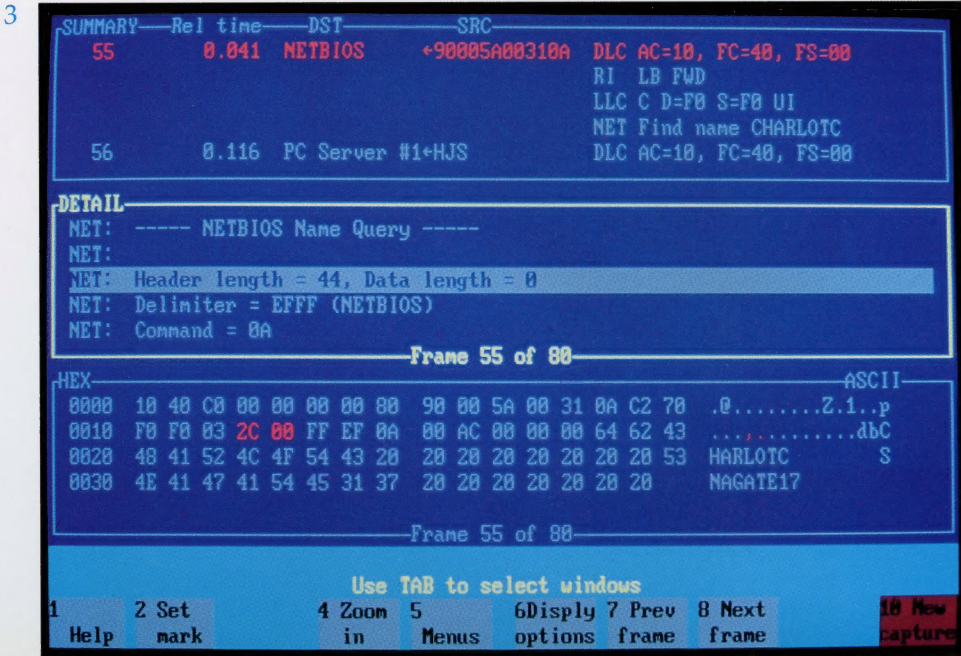 3
SUMMARY Rel time DST SRC
55 0.041 NETBIOS ←90005A00310A DLC AC=10, FC=40, FS=00
RI LB FWD
LLC C D=F0 S=F0 UI
NET Find name CHARLOTC
56 0.116 PC Server #1←HJS DLC AC=10, FC=40, FS=00
DETAIL
NET: ----- NETBIOS Name Query -----
NET:
NET: Header length = 44, Data length = 0
NET: Delimiter = EFFF (NETBIOS)
NET: Command = 0A
Frame 55 of 80
HEX ASCII
0000 10 40 C0 00 00 00 00 80 90 00 5A 00 31 0A C2 70 .@........Z.1..p
0010 F0 F0 03 2C 00 FF EF 0A 00 AC 00 00 00 64 62 43 ...,.........dbC
0020 48 41 52 4C 4F 54 43 20 20 20 20 20 20 20 20 53 HARLOTC S
0030 4E 41 47 41 54 45 31 37 20 20 20 20 20 20 20 NAGATE17
Frame 55 of 80
Use TAB to select windows
1 Help 2 Set mark 4 Zoom in 5 Menus 6Disply options 7 Prev frame 8 Next frame 10 New capture